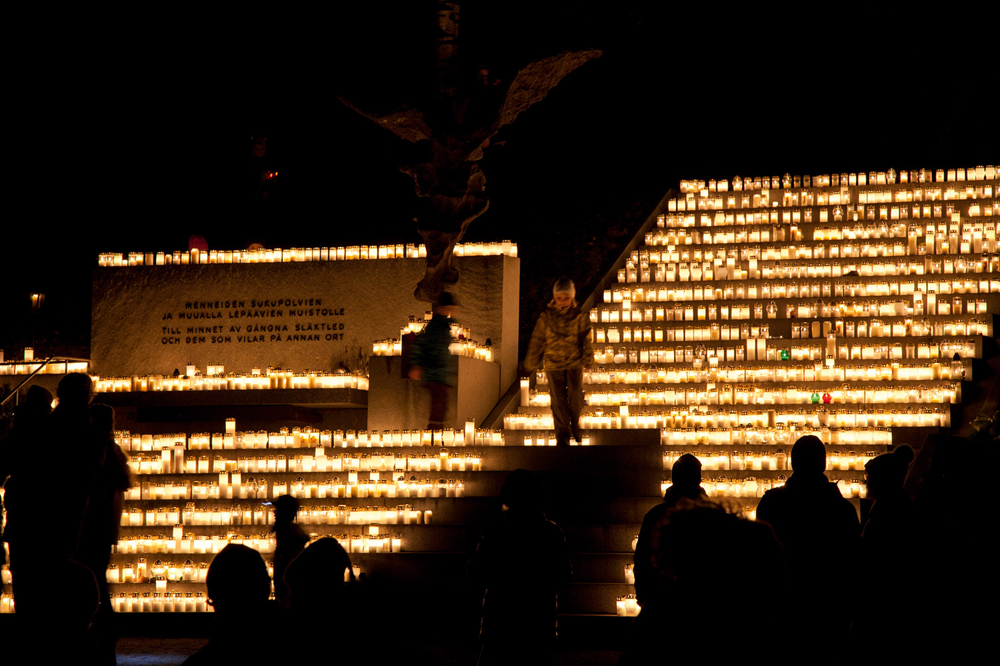 MENNEIDEN SUKUPOLVIEN
JA MUUALLA LEPÄÄVIEN MUISTOLLE
TILL MINNET AV GÅNGNA SLÄKTLED
OCH DEM SOM VILAR PÅ ANNAN ORT